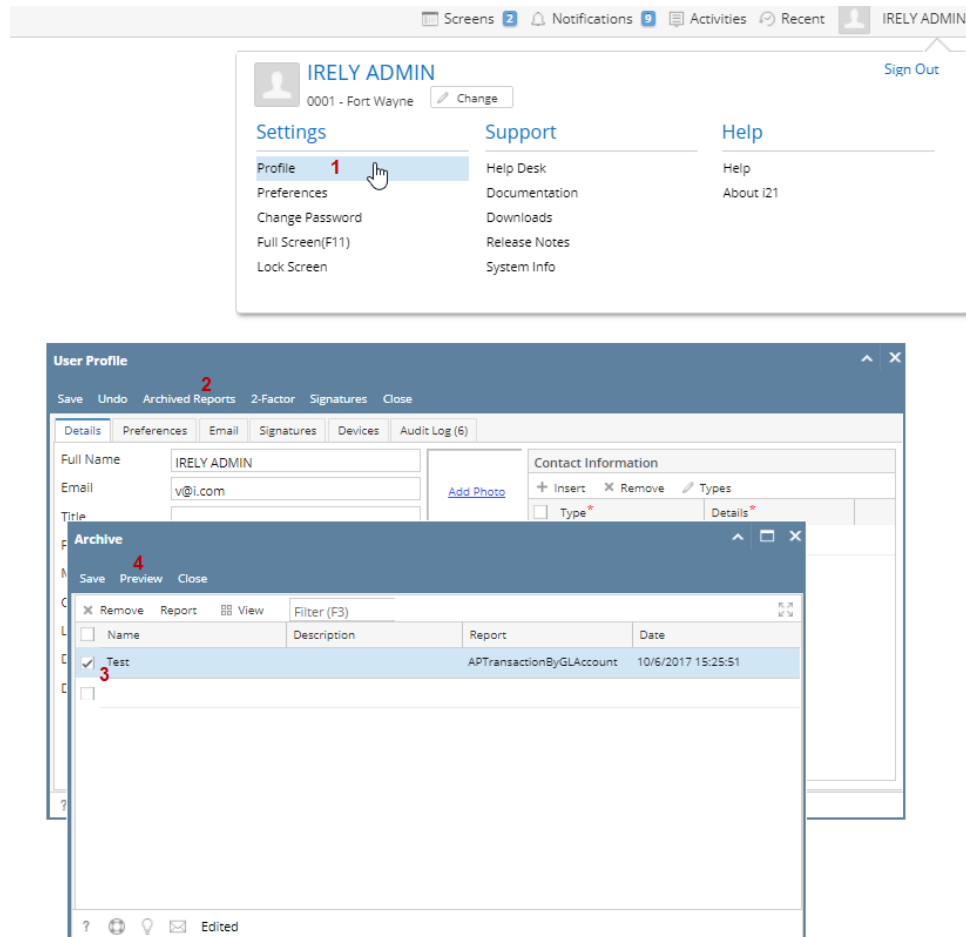 Screens 2 Notifications 9 Activities Recent IRELY ADMIN
IRELY ADMIN Sign Out
0001 - Fort Wayne Change
Settings Support Help
Profile 1 Help Desk Help
Preferences Documentation About i21
Change Password Downloads
Full Screen(F11) Release Notes
Lock Screen System Info
User Profile
2
Save Undo Archived Reports 2-Factor Signatures Close
Details Preferences Email Signatures Devices Audit Log (6)
Full Name IRELY ADMIN Contact Information
Email v@i.com Add Photo Insert Remove Types
Title Type* Details*
Archive
4
Save Preview Close
Remove Report View Filter (F3)
Name Description Report Date
Test APTransactionByGLAccount 10/6/2017 15:25:51
3
? Edited